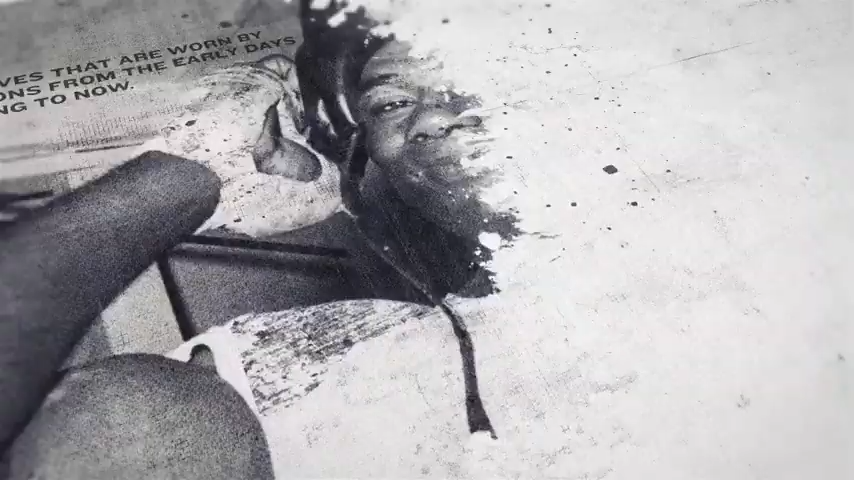 VES THAT ARE WORN BY
ONS FROM THE EARLY DAYS
NG TO NOW.